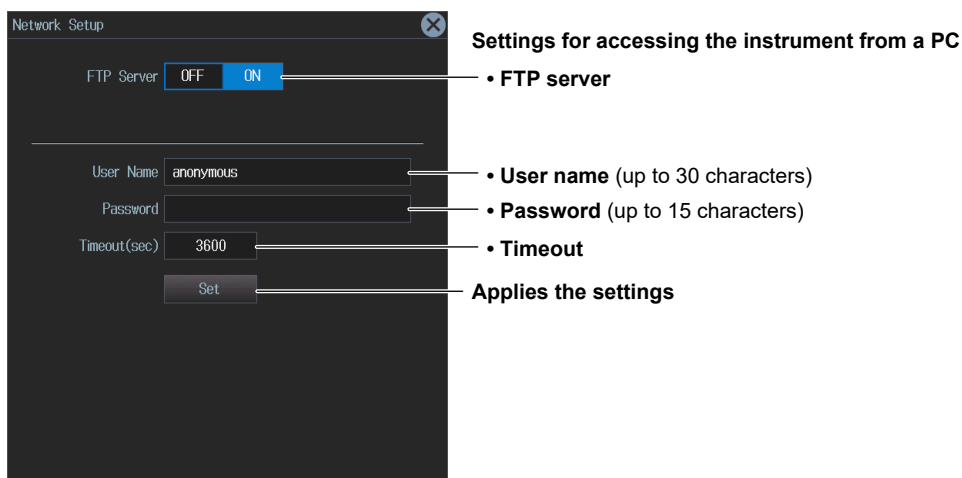 Network Setup
Settings for accessing the instrument from a PC
FTP Server OFF ON
• FTP server
User Name anonymous
• User name (up to 30 characters)
Password
• Password (up to 15 characters)
Timeout(sec) 3600
• Timeout
Set
Applies the settings